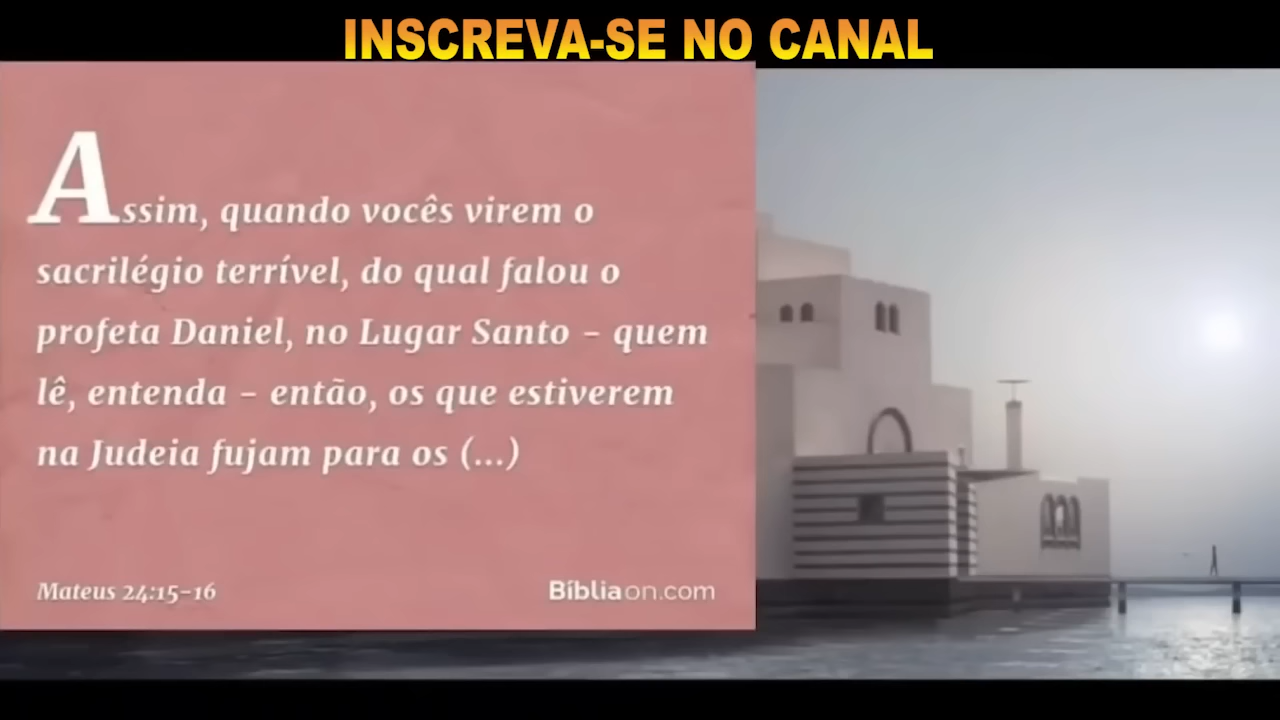 INSCREVA-SE NO CANAL
Assim, quando vocês virem o
sacrilégio terrível, do qual falou o
profeta Daniel, no Lugar Santo – quem
lê, entenda – então, os que estiverem
na Judeia fujam para os (...)
Mateus 24:15-16
Bíbliaon.com